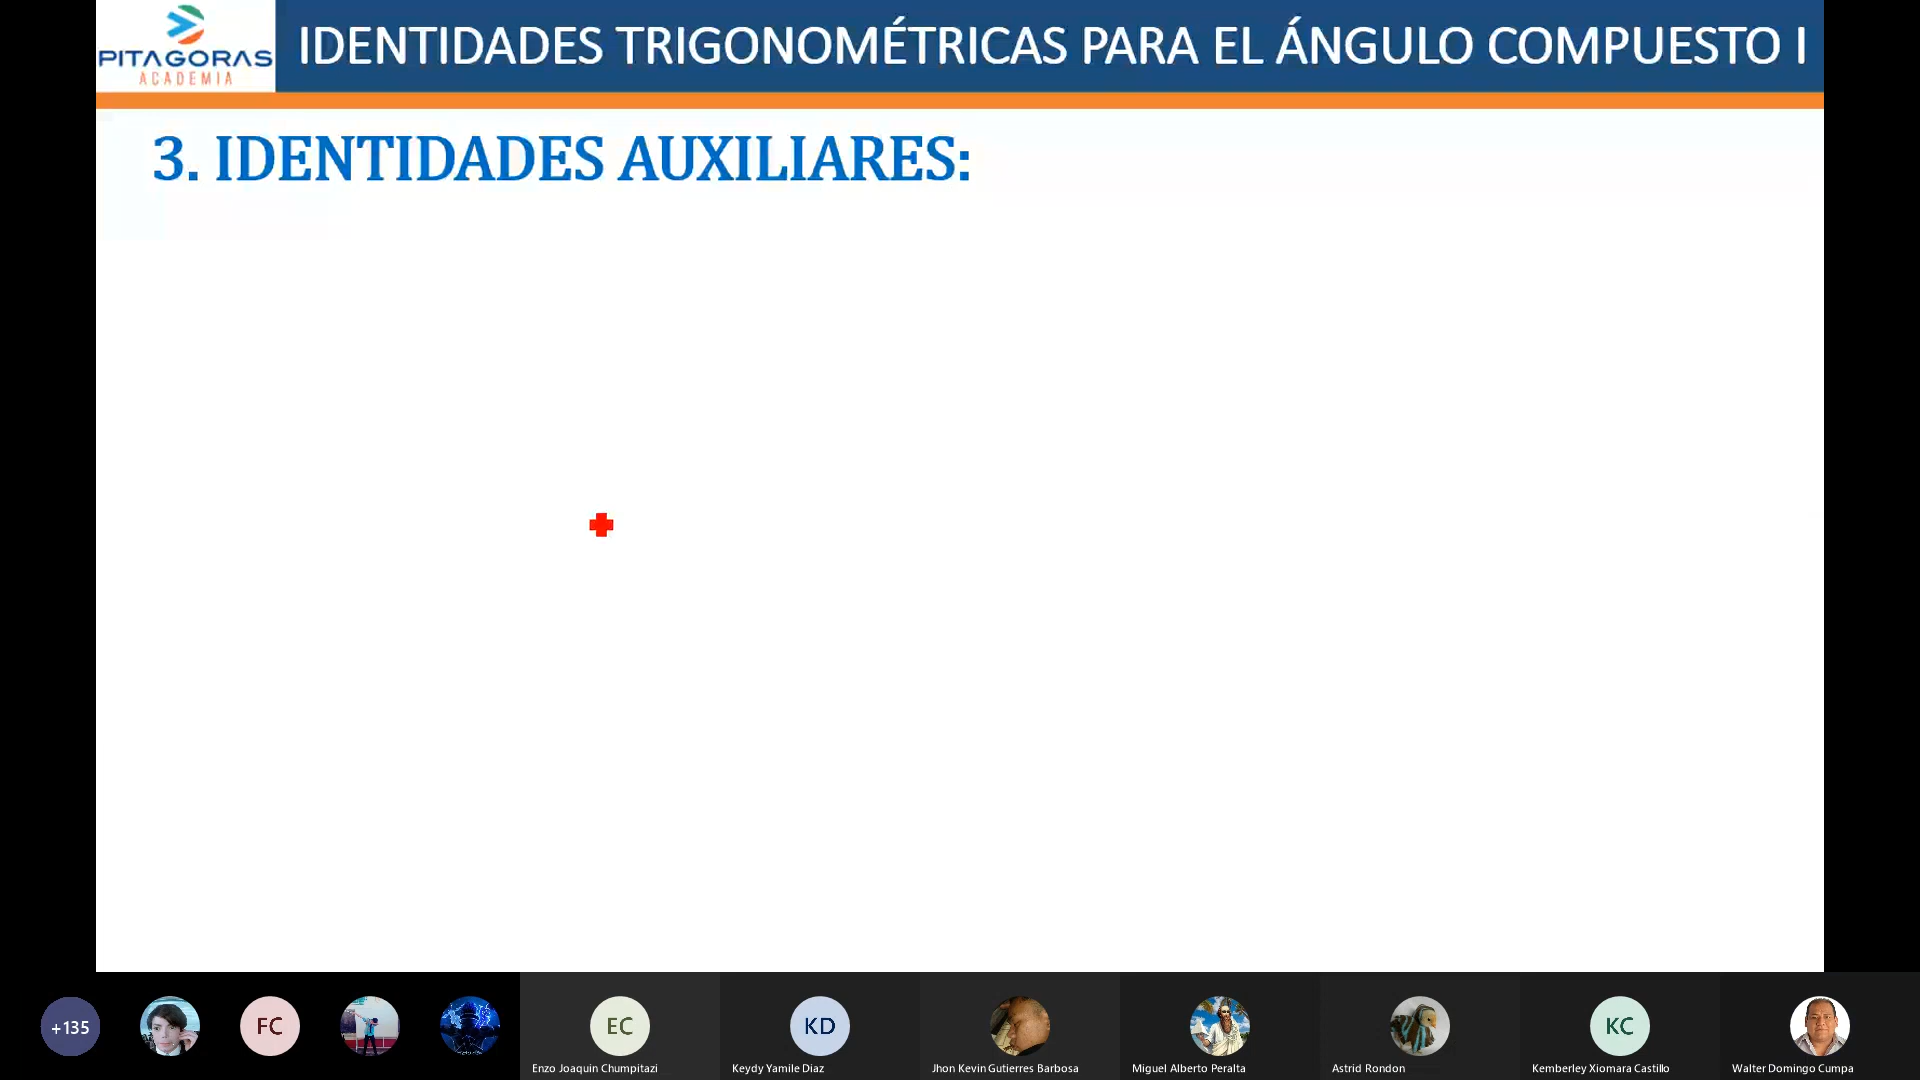 PITAGORAS
ACADEMIA
IDENTIDADES TRIGONOMÉTRICAS PARA EL ÁNGULO COMPUESTO I
3. IDENTIDADES AUXILIARES:
+135
FC
EC
KD
KC
Enzo Joaquin Chumpitazi
Keydy Yamile Diaz
Jhon Kevin Gutierres Barbosa
Miguel Alberto Peralta
Astrid Rondon
Kemberley Xiomara Castillo
Walter Domingo Cumpa